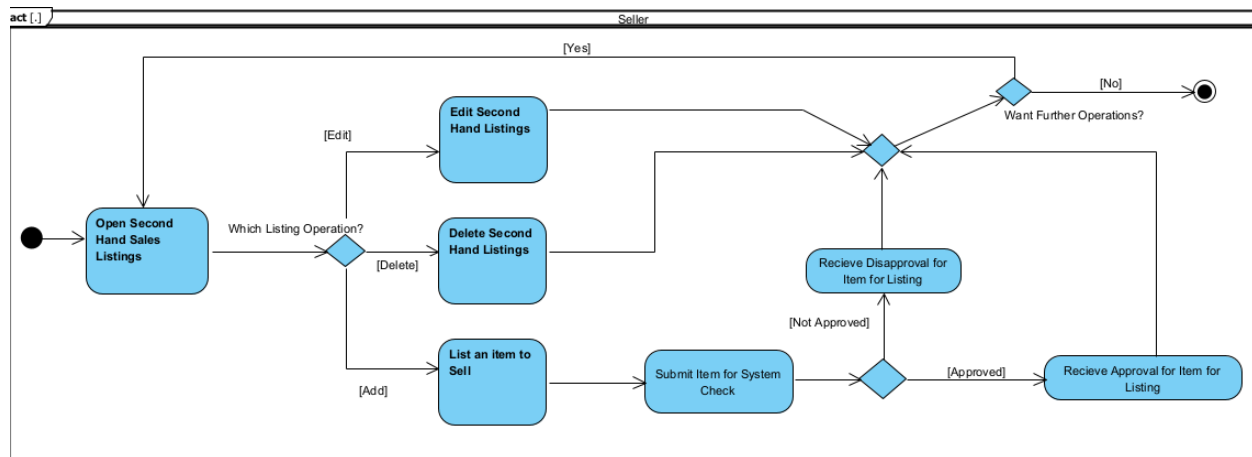 act [.]
Seller
[Yes]
[No]
Want Further Operations?
Edit Second
Hand Listings
[Edit]
Open Second
Hand Sales
Listings
Which Listing Operation?
Delete Second
Hand Listings
[Delete]
Recieve Disapproval for
Item for Listing
[Not Approved]
List an item to
Sell
[Add]
Submit Item for System
Check
[Approved]
Recieve Approval for Item for
Listing